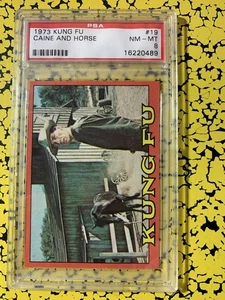 PSA
1973 KUNG FU #19
CAINE AND HORSE NM - MT
8
16220489
KUNG FU